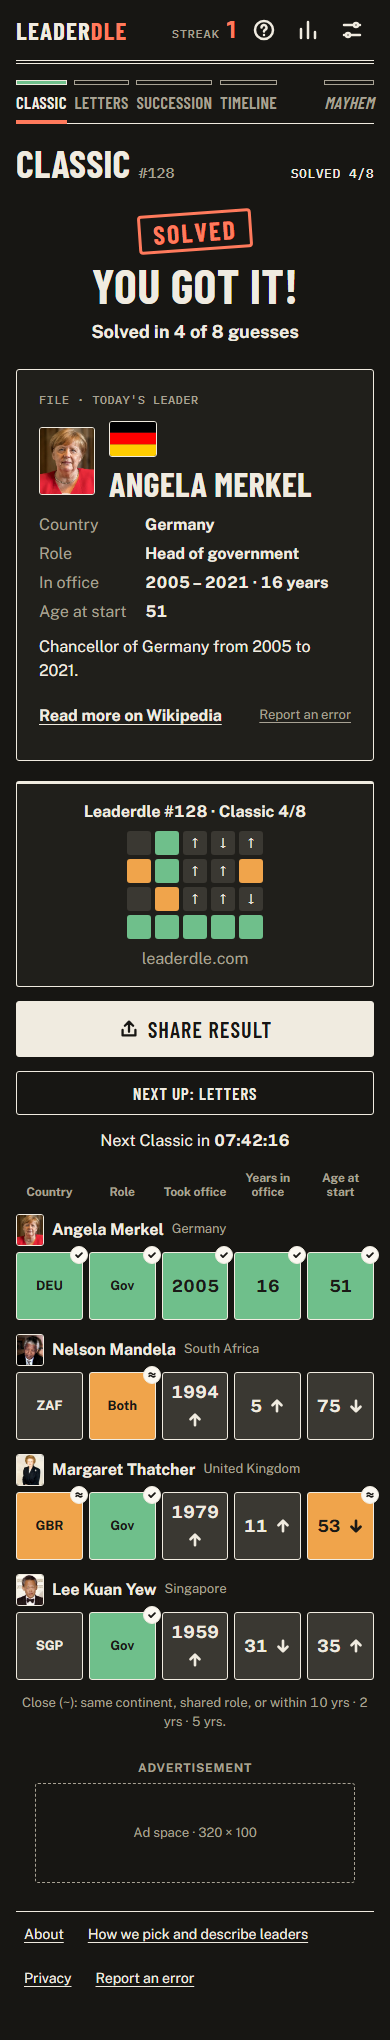 LEADERDLE
STREAK 1
CLASSIC LETTERS SUCCESSION TIMELINE MAYHEM
CLASSIC #128 SOLVED 4/8
SOLVED
YOU GOT IT!
Solved in 4 of 8 guesses
FILE · TODAY'S LEADER
ANGELA MERKEL
Country Germany
Role Head of government
In office 2005 – 2021 · 16 years
Age at start 51
Chancellor of Germany from 2005 to
2021.
Read more on Wikipedia Report an error
Leaderdle #128 · Classic 4/8
↑ ↓ ↑
↑ ↑
↑ ↑ ↓
leaderdle.com
SHARE RESULT
NEXT UP: LETTERS
Next Classic in 07:42:16
Country Role Took office Years in office Age at start
Angela Merkel Germany
DEU Gov 2005 16 51
Nelson Mandela South Africa
ZAF Both 1994 ↑ 5 ↑ 75 ↓
Margaret Thatcher United Kingdom
GBR Gov 1979 ↑ 11 ↑ 53 ↓
Lee Kuan Yew Singapore
SGP Gov 1959 ↑ 31 ↓ 35 ↑
Close (~): same continent, shared role, or within 10 yrs · 2
yrs · 5 yrs.
ADVERTISEMENT
Ad space · 320 × 100
About How we pick and describe leaders
Privacy Report an error